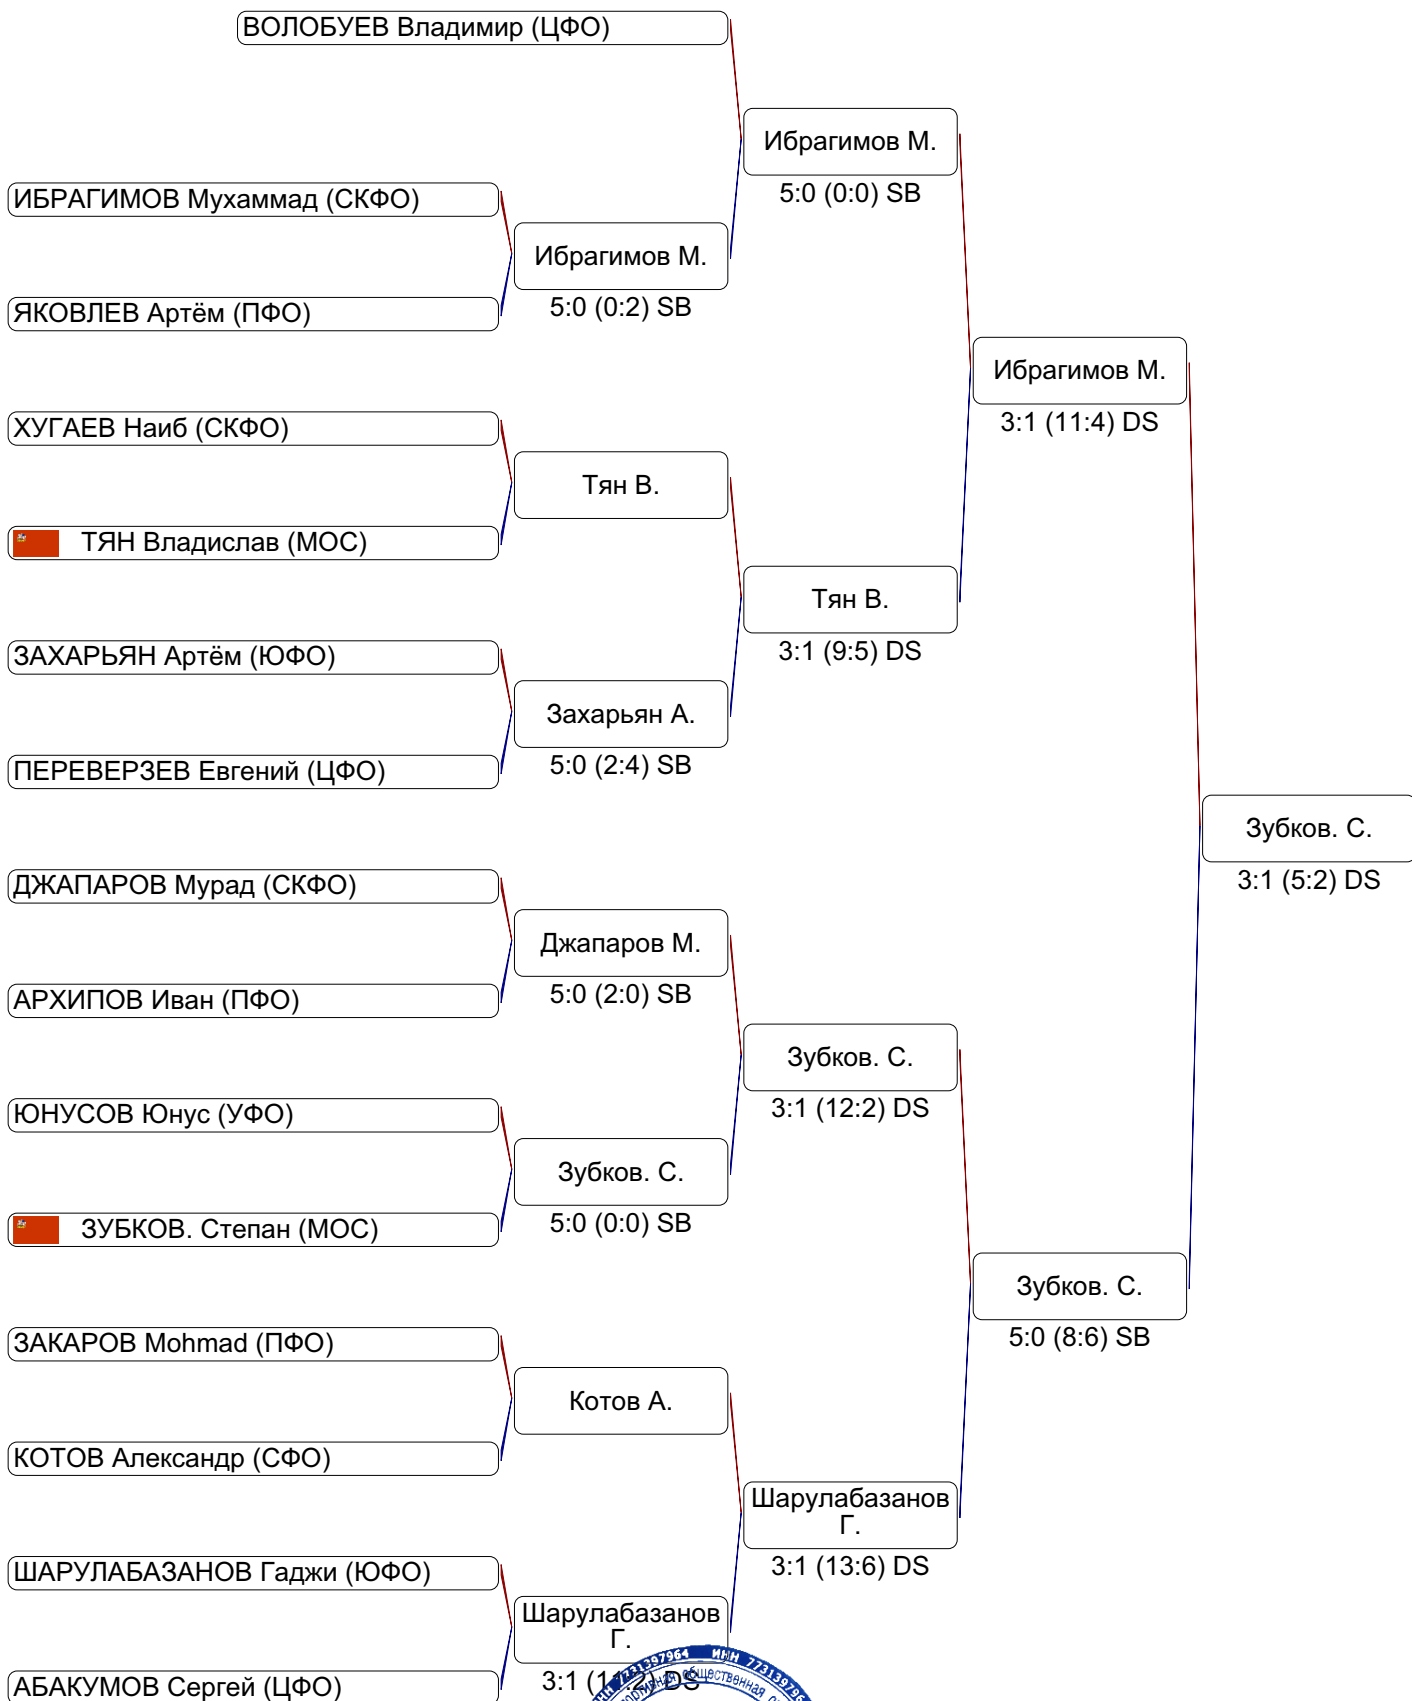 ВОЛОБУЕВ Владимир (ЦФО)
Ибрагимов М.
5:0 (0:0) SB
ИБРАГИМОВ Мухаммад (СКФО)
Ибрагимов М.
5:0 (0:2) SB
ЯКОВЛЕВ Артём (ПФО)
Ибрагимов М.
3:1 (11:4) DS
ХУГАЕВ Наиб (СКФО)
Тян В.
ТЯН Владислав (МОС)
Тян В.
3:1 (9:5) DS
ЗАХАРЬЯН Артём (ЮФО)
Захарьян А.
5:0 (2:4) SB
ПЕРЕВЕРЗЕВ Евгений (ЦФО)
Зубков. С.
3:1 (5:2) DS
ДЖАПАРОВ Мурад (СКФО)
Джапаров М.
5:0 (2:0) SB
АРХИПОВ Иван (ПФО)
Зубков. С.
3:1 (12:2) DS
ЮНУСОВ Юнус (УФО)
Зубков. С.
5:0 (0:0) SB
ЗУБКОВ. Степан (МОС)
Зубков. С.
5:0 (8:6) SB
ЗАКАРОВ Mohmad (ПФО)
Котов А.
КОТОВ Александр (СФО)
Шарулабазанов
Г.
3:1 (13:6) DS
ШАРУЛАБАЗАНОВ Гаджи (ЮФО)
Шарулабазанов
Г.
3:1 DS
АБАКУМОВ Сергей (ЦФО)
ИНН
общественная